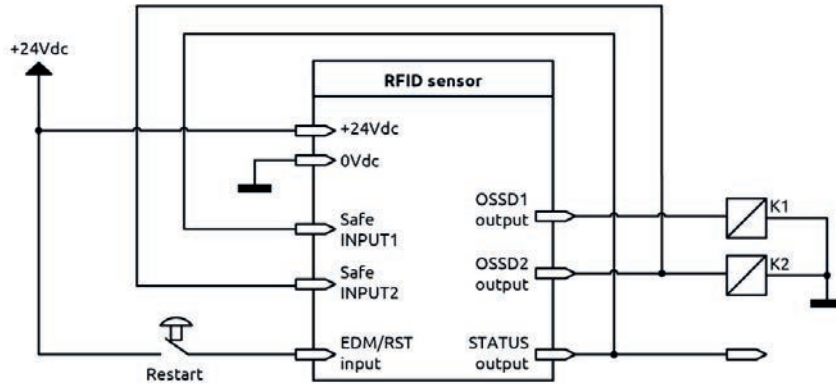 +24Vdc
RFID sensor
+24Vdc
0Vdc
OSSD1
output
K1
Safe
INPUT1
OSSD2
output
K2
Safe
INPUT2
EDM/RST
input
STATUS
output
Restart